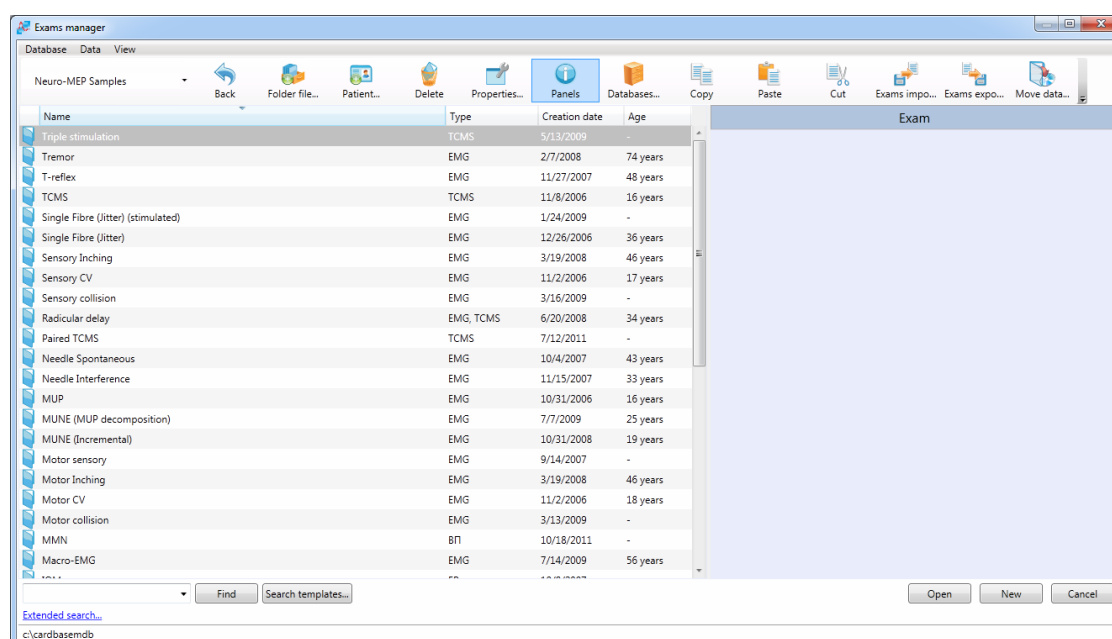 Exams manager
Database Data View
Neuro-MEP Samples
Back Folder file... Patient... Delete Properties... Panels Databases... Copy Paste Cut Exams impo... Exams expo... Move data...
Name Type Creation date Age Exam
Triple stimulation TCMS 5/13/2009 -
Tremor EMG 2/7/2008 74 years
T-reflex EMG 11/27/2007 48 years
TCMS TCMS 11/8/2006 16 years
Single Fibre (Jitter) (stimulated) EMG 1/24/2009 -
Single Fibre (Jitter) EMG 12/26/2006 36 years
Sensory Inching EMG 3/19/2008 46 years
Sensory CV EMG 11/2/2006 17 years
Sensory collision EMG 3/16/2009 -
Radicular delay EMG, TCMS 6/20/2008 34 years
Paired TCMS TCMS 7/12/2011 -
Needle Spontaneous EMG 10/4/2007 43 years
Needle Interference EMG 11/15/2007 33 years
MUP EMG 10/31/2006 16 years
MUNE (MUP decomposition) EMG 7/7/2009 25 years
MUNE (Incremental) EMG 10/31/2008 19 years
Motor sensory EMG 9/14/2007 -
Motor Inching EMG 3/19/2008 46 years
Motor CV EMG 11/2/2006 18 years
Motor collision EMG 3/13/2009 -
MMN ВП 10/18/2011 -
Macro-EMG EMG 7/14/2009 56 years
Find Search templates... Open New Cancel
Extended search...
c:\cardbasemdb